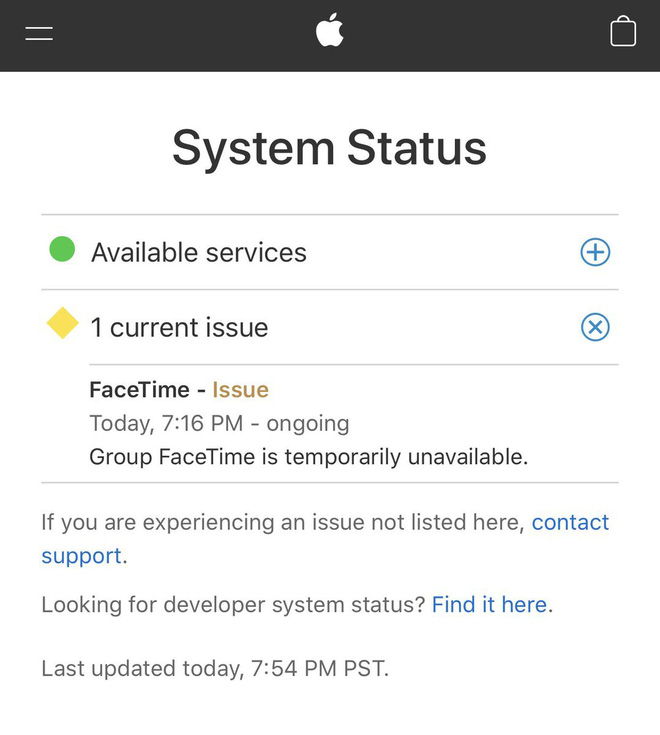 System Status
Available services
1 current issue
FaceTime - Issue
Today, 7:16 PM - ongoing
Group FaceTime is temporarily unavailable.
If you are experiencing an issue not listed here, contact
support.
Looking for developer system status? Find it here.
Last updated today, 7:54 PM PST.